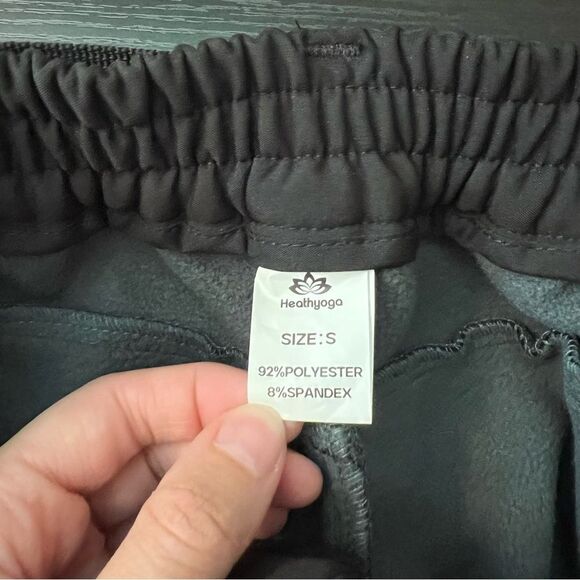 Heathyoga
SIZE:S
92%POLYESTER
8%SPANDEX